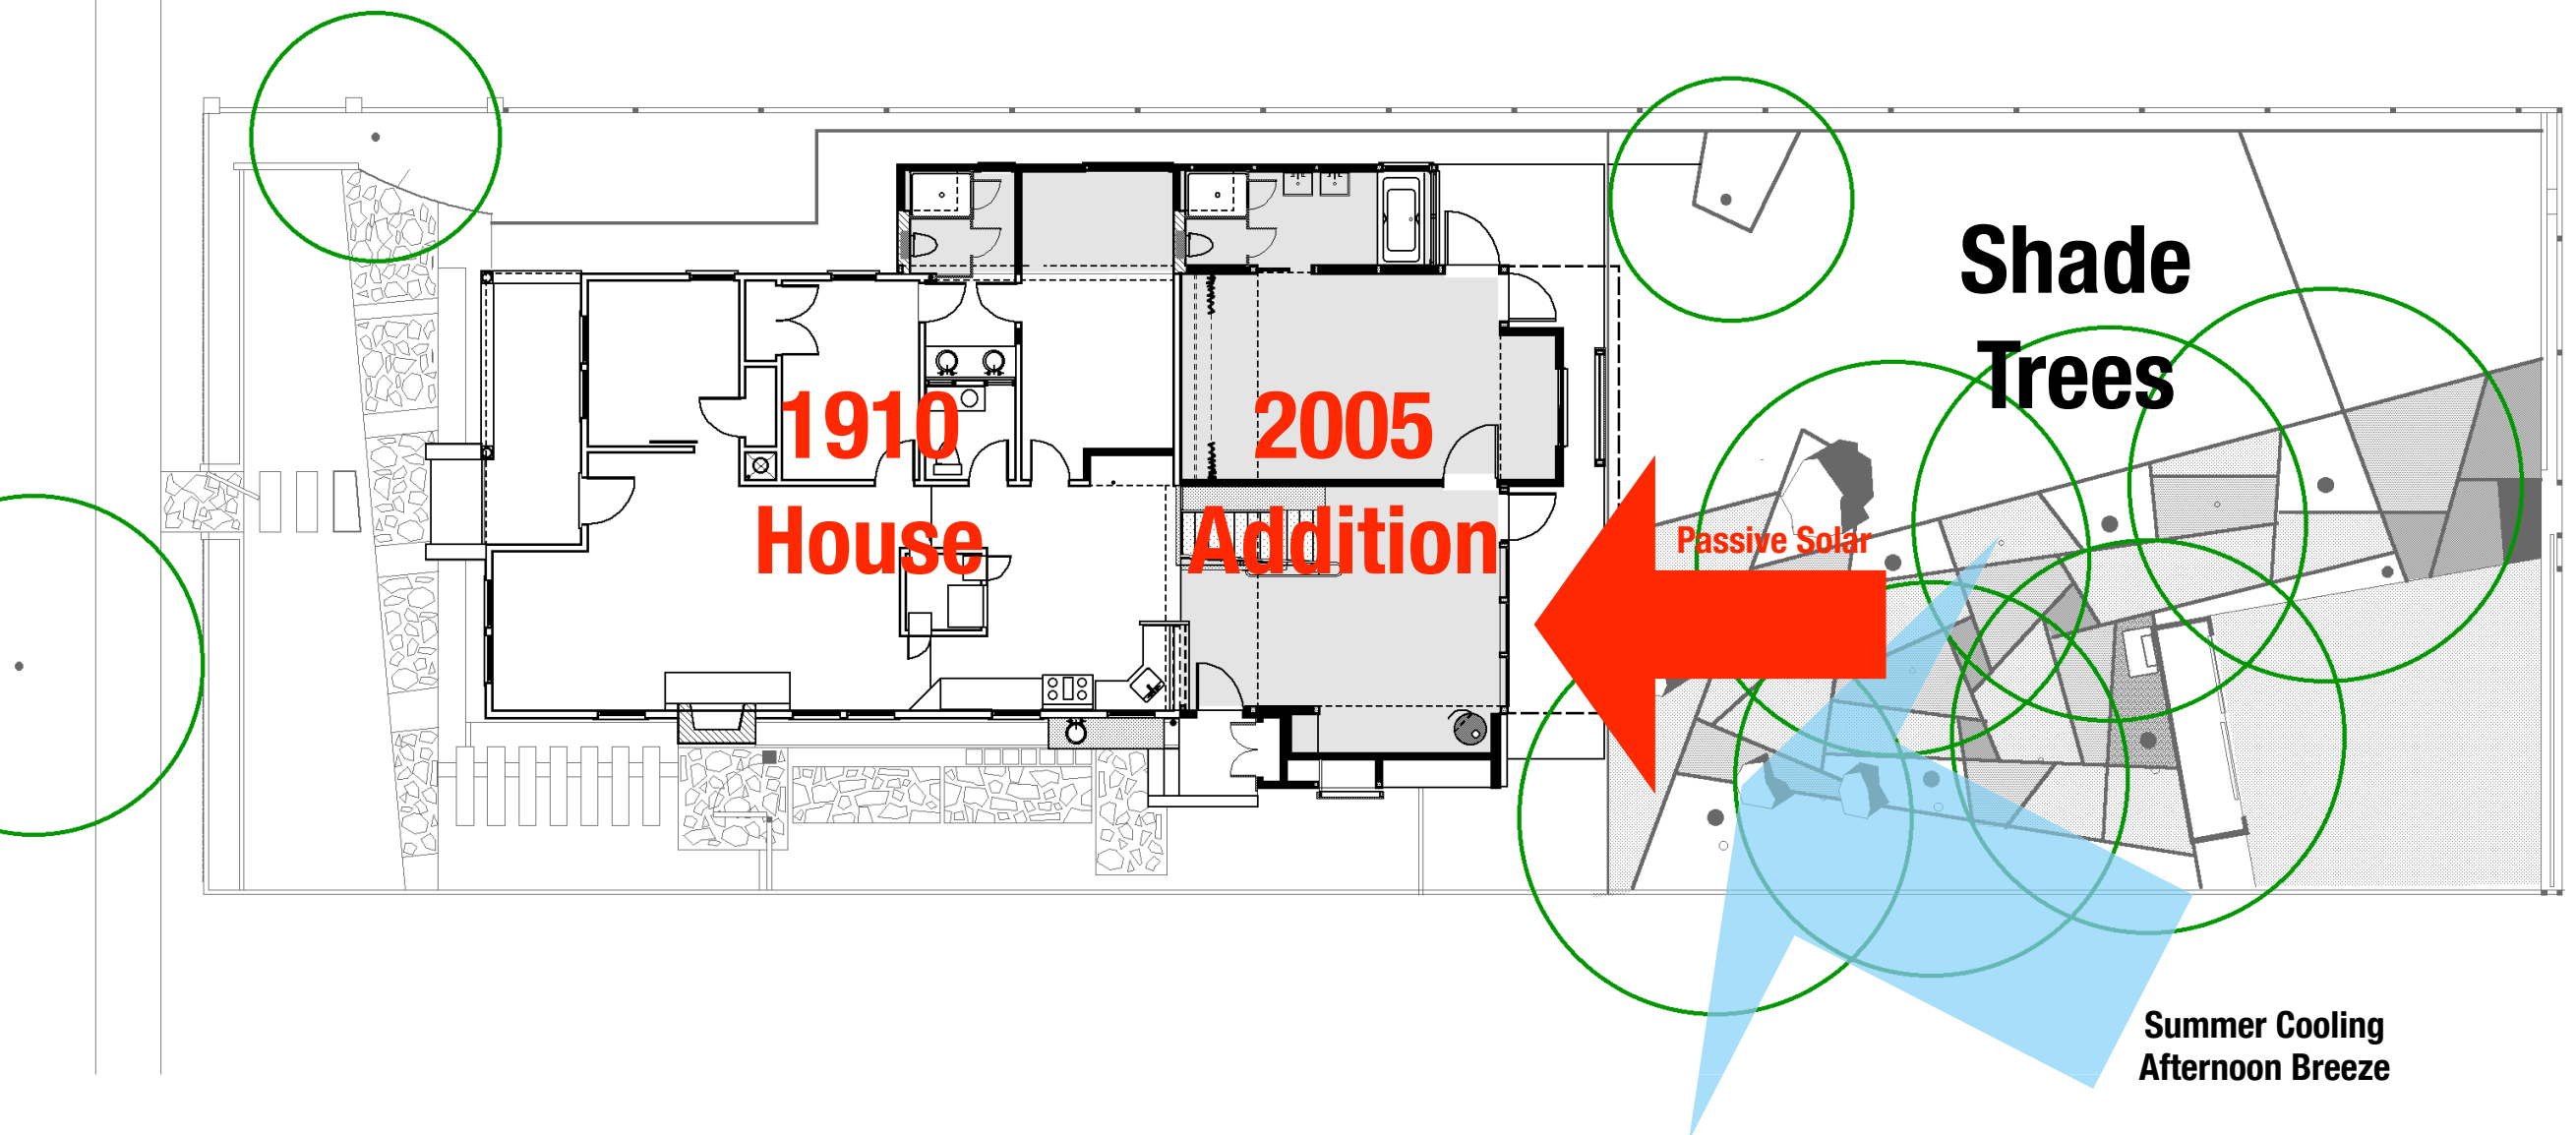 Shade
Trees
1910
House
2005
Addition
Passive Solar
Summer Cooling
Afternoon Breeze